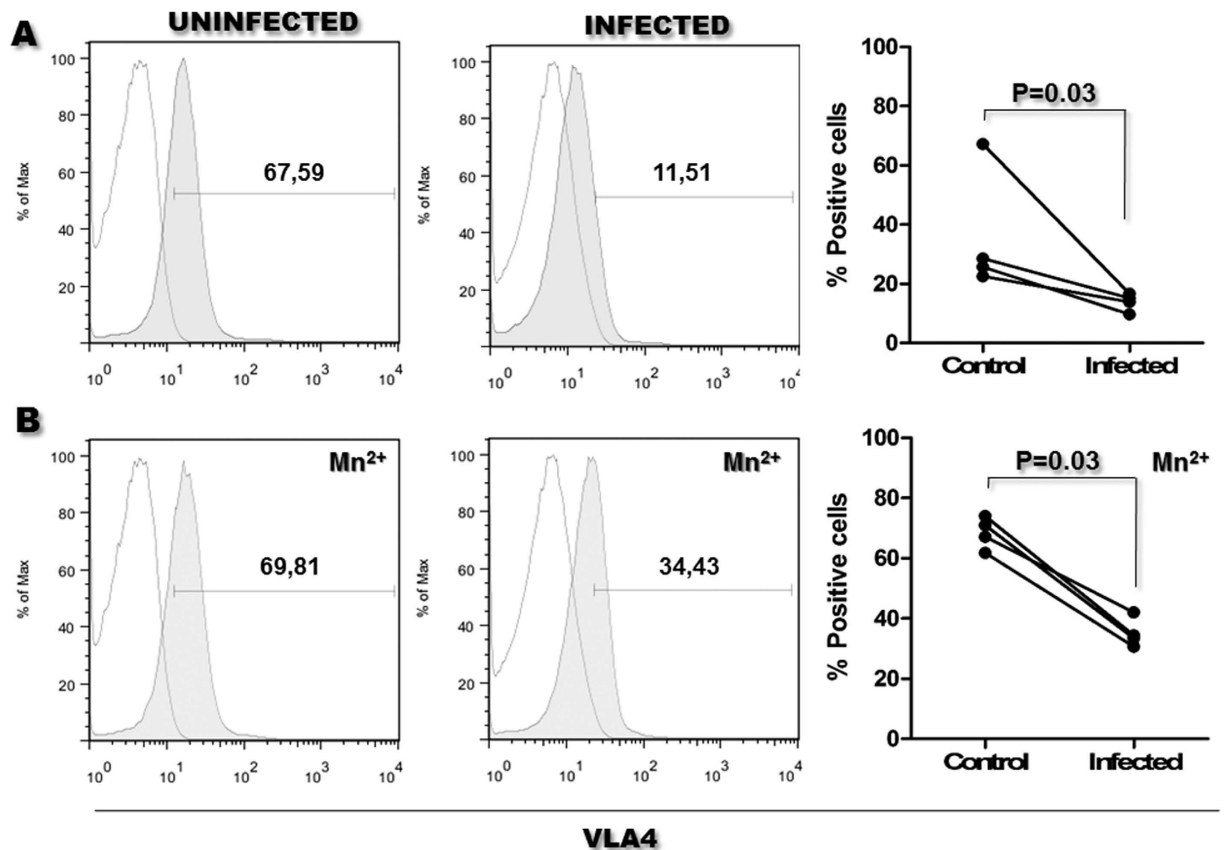 A
UNINFECTED
INFECTED
% of Max
100
80
60
40
20
67,59
10⁰ 10¹ 10² 10³ 10⁴
% of Max
100
80
60
40
20
11,51
10⁰ 10¹ 10² 10³ 10⁴
% Positive cells
100
80
60
40
20
0
P=0.03
Control Infected
B
% of Max
100
80
60
40
20
Mn²⁺
69,81
10⁰ 10¹ 10² 10³ 10⁴
% of Max
100
80
60
40
20
Mn²⁺
34,43
10⁰ 10¹ 10² 10³ 10⁴
% Positive cells
100
80
60
40
20
0
P=0.03
Mn²⁺
Control Infected
VLA4